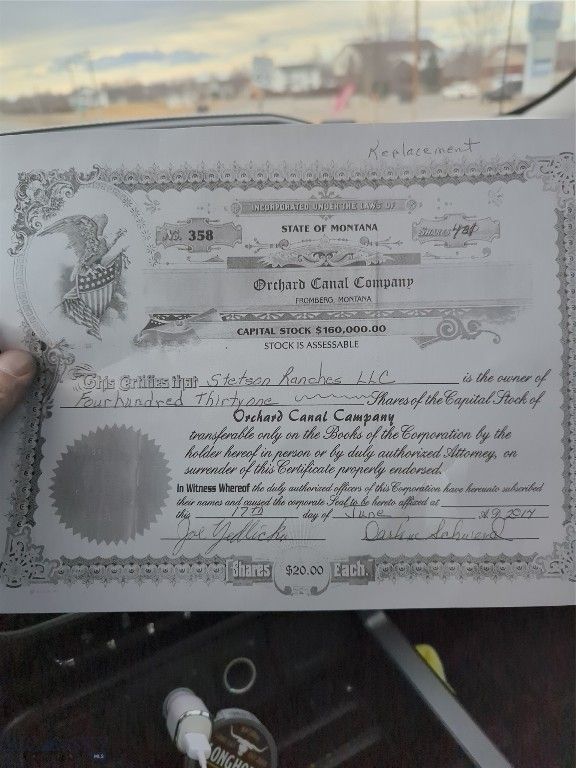 Replacement
INCORPORATED UNDER THE LAWS OF
No. 358
STATE OF MONTANA
Shares
Orchard Canal Company
FROMBERG, MONTANA
CAPITAL STOCK $160,000.00
STOCK IS ASSESSABLE
This Certifies that Stetson Ranches LLC is the owner of
Fourhundred Thirtyone Shares of the Capital Stock of
Orchard Canal Company
transferable only on the Books of the Corporation by the
holder hereof in person or by duly authorized Attorney, on
surrender of this Certificate properly endorsed.
In Witness Whereof the duly authorized officers of this Corporation have hereunto subscribed
their names and caused the corporate Seal to be hereto affixed at
this 17th day of June A.D. 2014
Shares $20.00 Each.
LONGHO
MLS